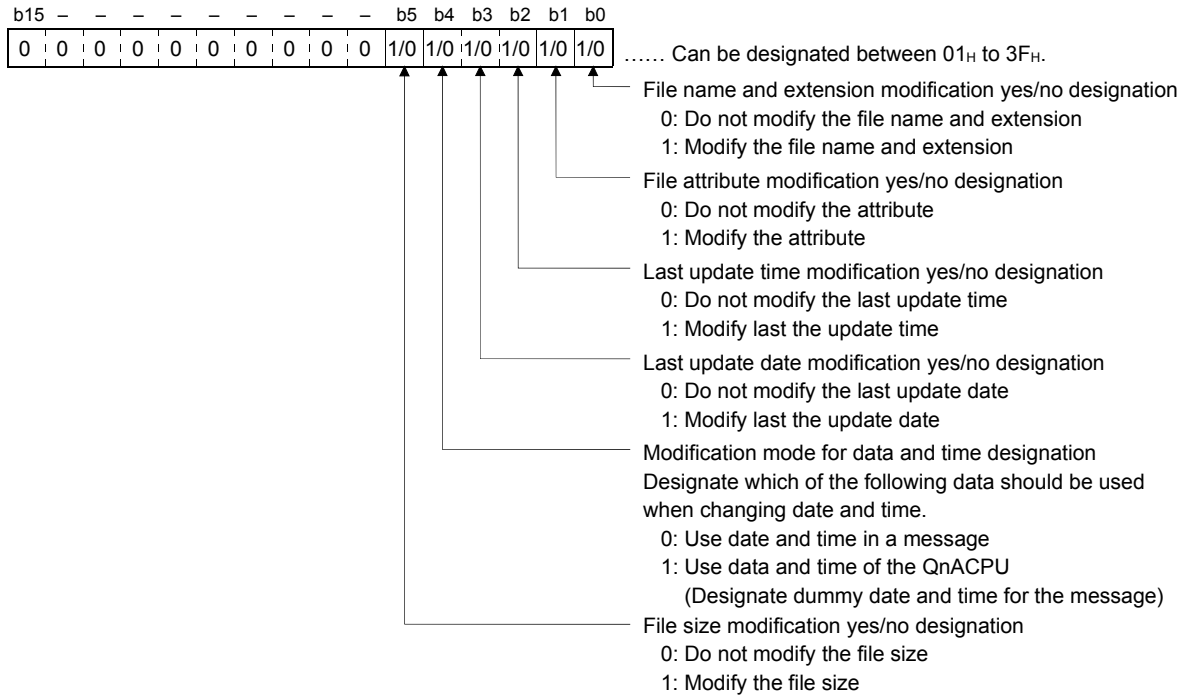 b15 – – – – – – – – – b5 b4 b3 b2 b1 b0
0 0 0 0 0 0 0 0 0 0 1/0 1/0 1/0 1/0 1/0 1/0 …… Can be designated between 01H to 3FH.
File name and extension modification yes/no designation
0: Do not modify the file name and extension
1: Modify the file name and extension
File attribute modification yes/no designation
0: Do not modify the attribute
1: Modify the attribute
Last update time modification yes/no designation
0: Do not modify the last update time
1: Modify last the update time
Last update date modification yes/no designation
0: Do not modify the last update date
1: Modify last the update date
Modification mode for data and time designation
Designate which of the following data should be used
when changing date and time.
0: Use date and time in a message
1: Use data and time of the QnACPU
(Designate dummy date and time for the message)
File size modification yes/no designation
0: Do not modify the file size
1: Modify the file size